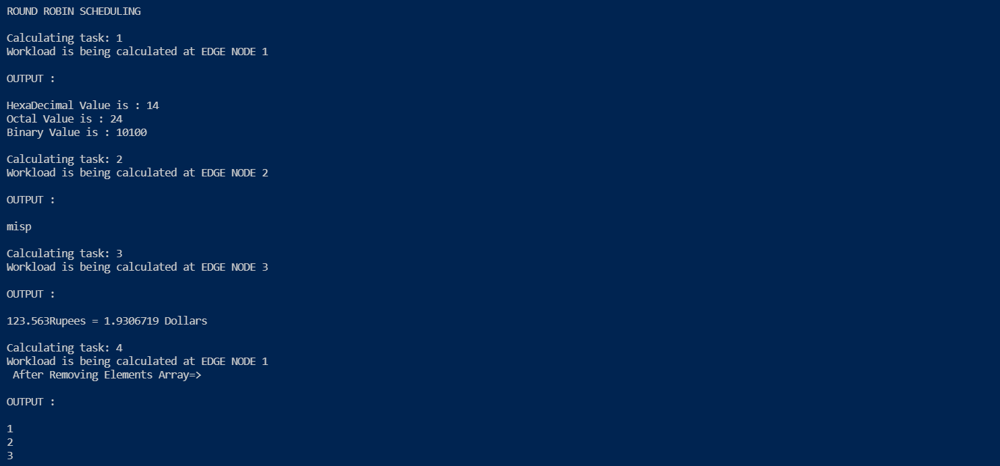 ROUND ROBIN SCHEDULING
Calculating task: 1
Workload is being calculated at EDGE NODE 1
OUTPUT :
HexaDecimal Value is : 14
Octal Value is : 24
Binary Value is : 10100
Calculating task: 2
Workload is being calculated at EDGE NODE 2
OUTPUT :
misp
Calculating task: 3
Workload is being calculated at EDGE NODE 3
OUTPUT :
123.563Rupees = 1.9306719 Dollars
Calculating task: 4
Workload is being calculated at EDGE NODE 1
After Removing Elements Array=>
OUTPUT :
1
2
3